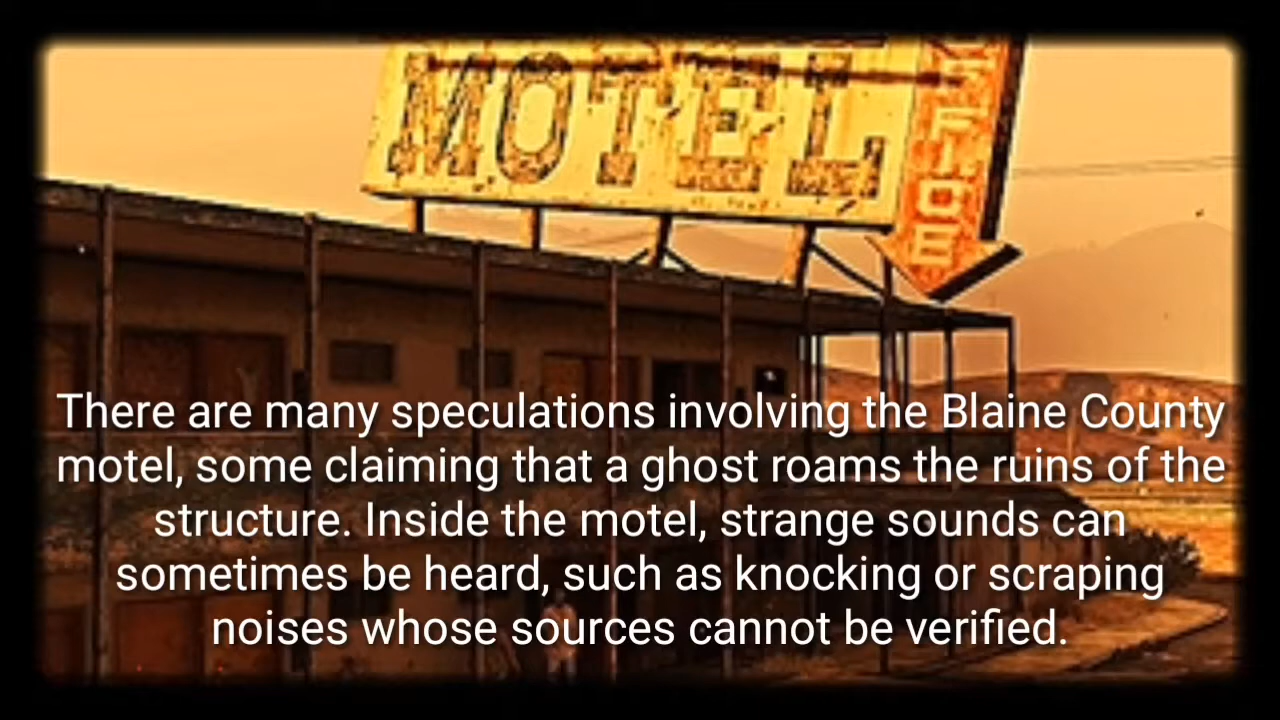 MOTEL
OFFICE
There are many speculations involving the Blaine County
motel, some claiming that a ghost roams the ruins of the
structure. Inside the motel, strange sounds can
sometimes be heard, such as knocking or scraping
noises whose sources cannot be verified.